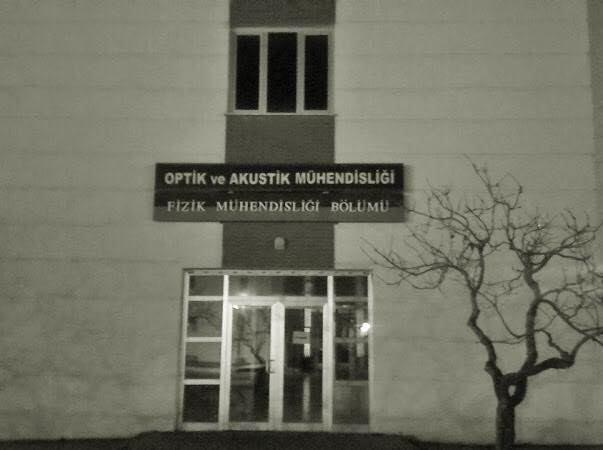 OPTİK ve AKUSTİK MÜHENDİSLİĞİ
FİZİK MÜHENDİSLİĞİ BÖLÜMÜ